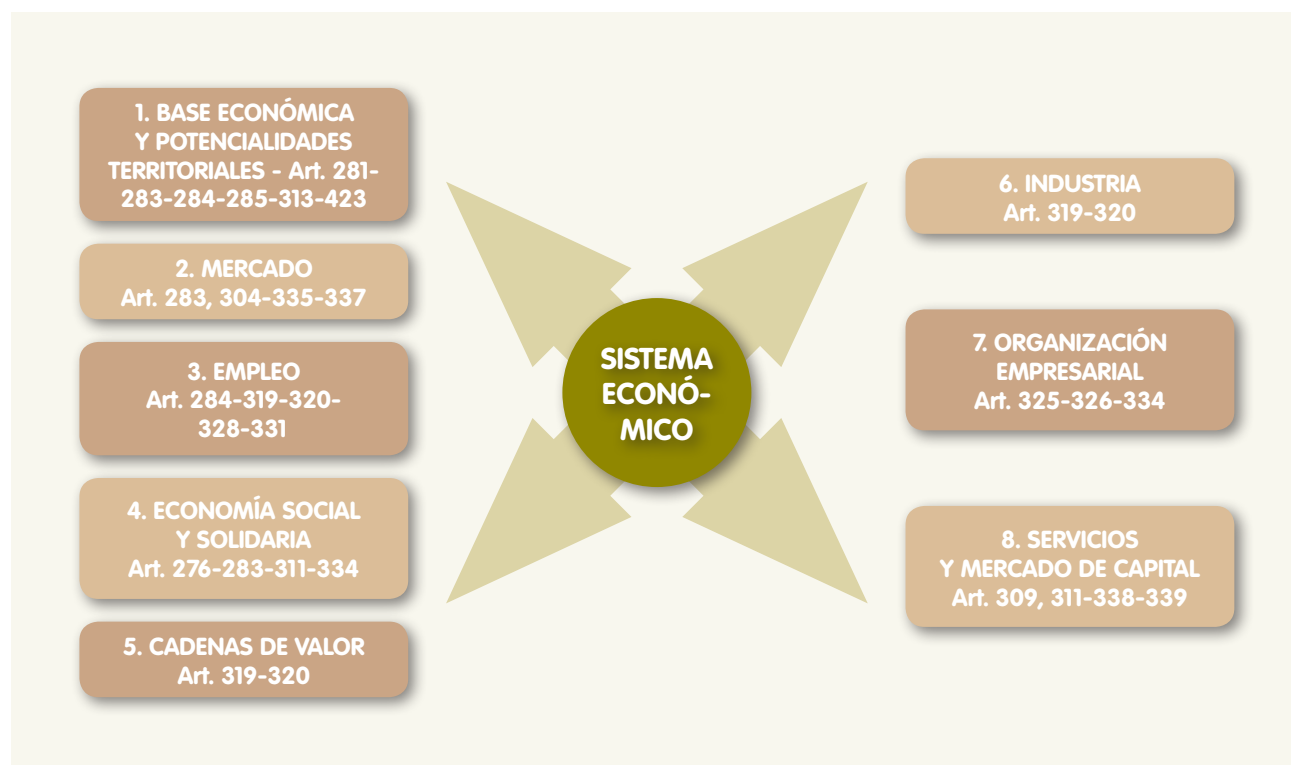 1. BASE ECONÓMICA
Y POTENCIALIDADES
TERRITORIALES - Art. 281-
283-284-285-313-423
2. MERCADO
Art. 283, 304-335-337
3. EMPLEO
Art. 284-319-320-
328-331
4. ECONOMÍA SOCIAL
Y SOLIDARIA
Art. 276-283-311-334
5. CADENAS DE VALOR
Art. 319-320
SISTEMA
ECONÓ-
MICO
6. INDUSTRIA
Art. 319-320
7. ORGANIZACIÓN
EMPRESARIAL
Art. 325-326-334
8. SERVICIOS
Y MERCADO DE CAPITAL
Art. 309, 311-338-339